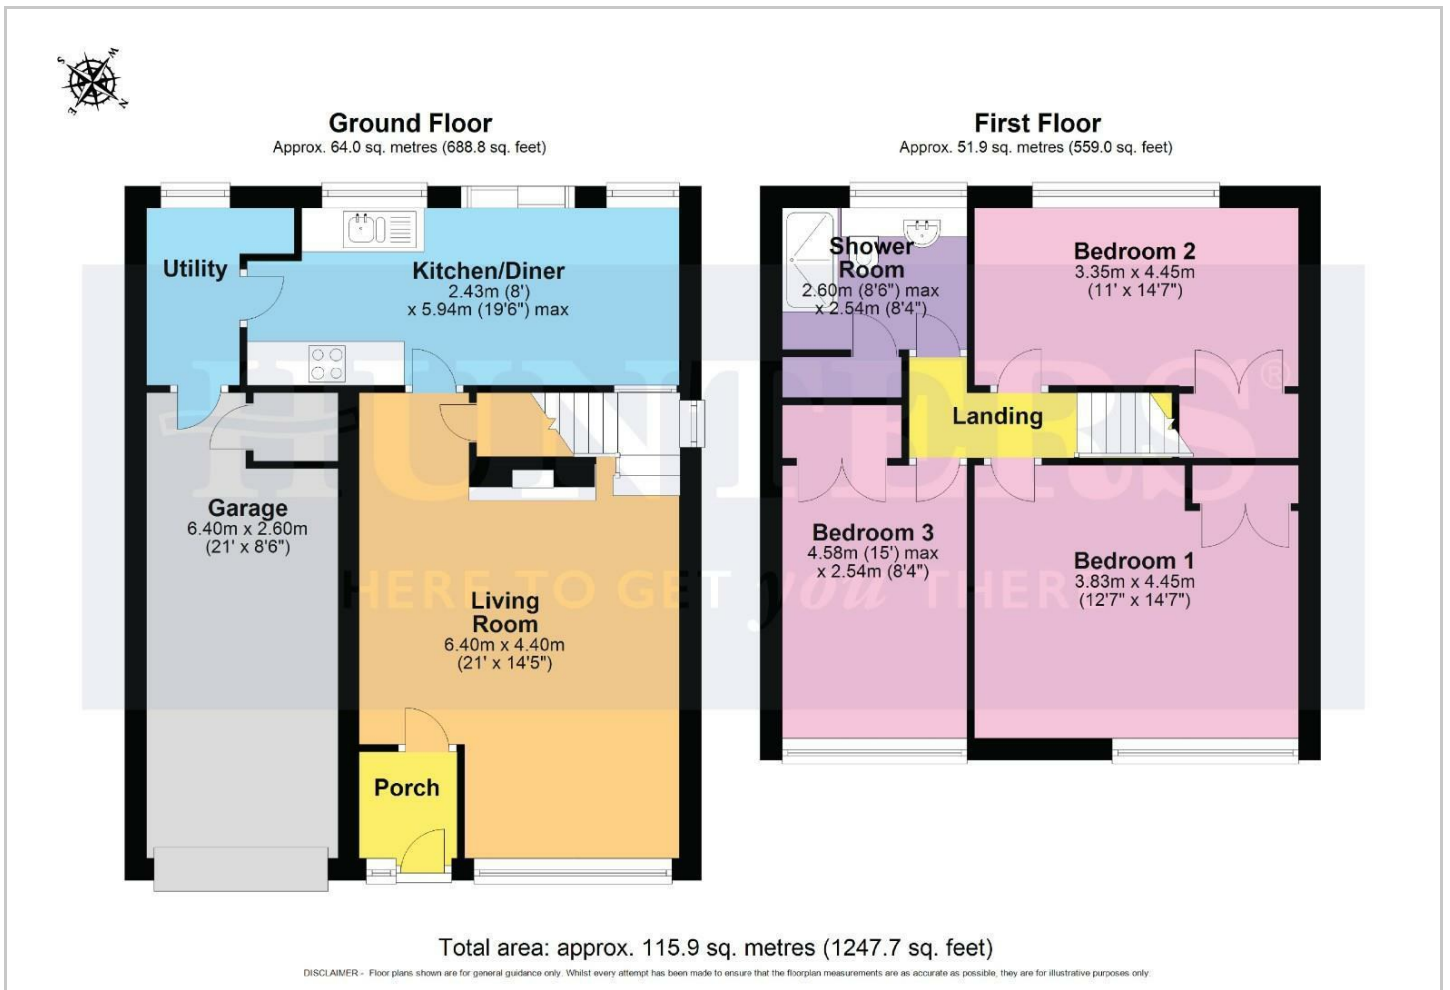 S
W
E
N
Ground Floor
Approx. 64.0 sq. metres (688.8 sq. feet)
First Floor
Approx. 51.9 sq. metres (559.0 sq. feet)
Utility
Kitchen/Diner
2.43m (8')
x 5.94m (19'6") max
Shower
Room
2.60m (8'6") max
x 2.54m (8'4")
Bedroom 2
3.35m x 4.45m
(11' x 14'7")
HUNTERS®
HERE TO GET you THERE
Landing
Garage
6.40m x 2.60m
(21' x 8'6")
Living
Room
6.40m x 4.40m
(21' x 14'5")
Bedroom 3
4.58m (15') max
x 2.54m (8'4")
Bedroom 1
3.83m x 4.45m
(12'7" x 14'7")
Porch
Total area: approx. 115.9 sq. metres (1247.7 sq. feet)
DISCLAIMER - Floor plans shown are for general guidance only. Whilst every attempt has been made to ensure that the floorplan measurements are as accurate as possible, they are for illustrative purposes only.